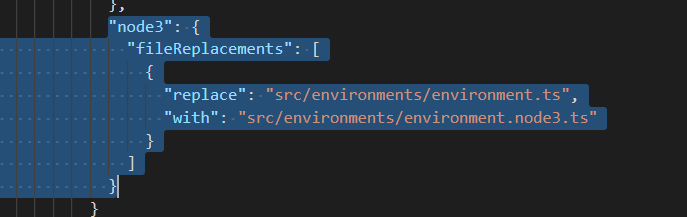 },
"node3": {
"fileReplacements": [
{
"replace": "src/environments/environment.ts",
"with": "src/environments/environment.node3.ts"
}
]
}
}